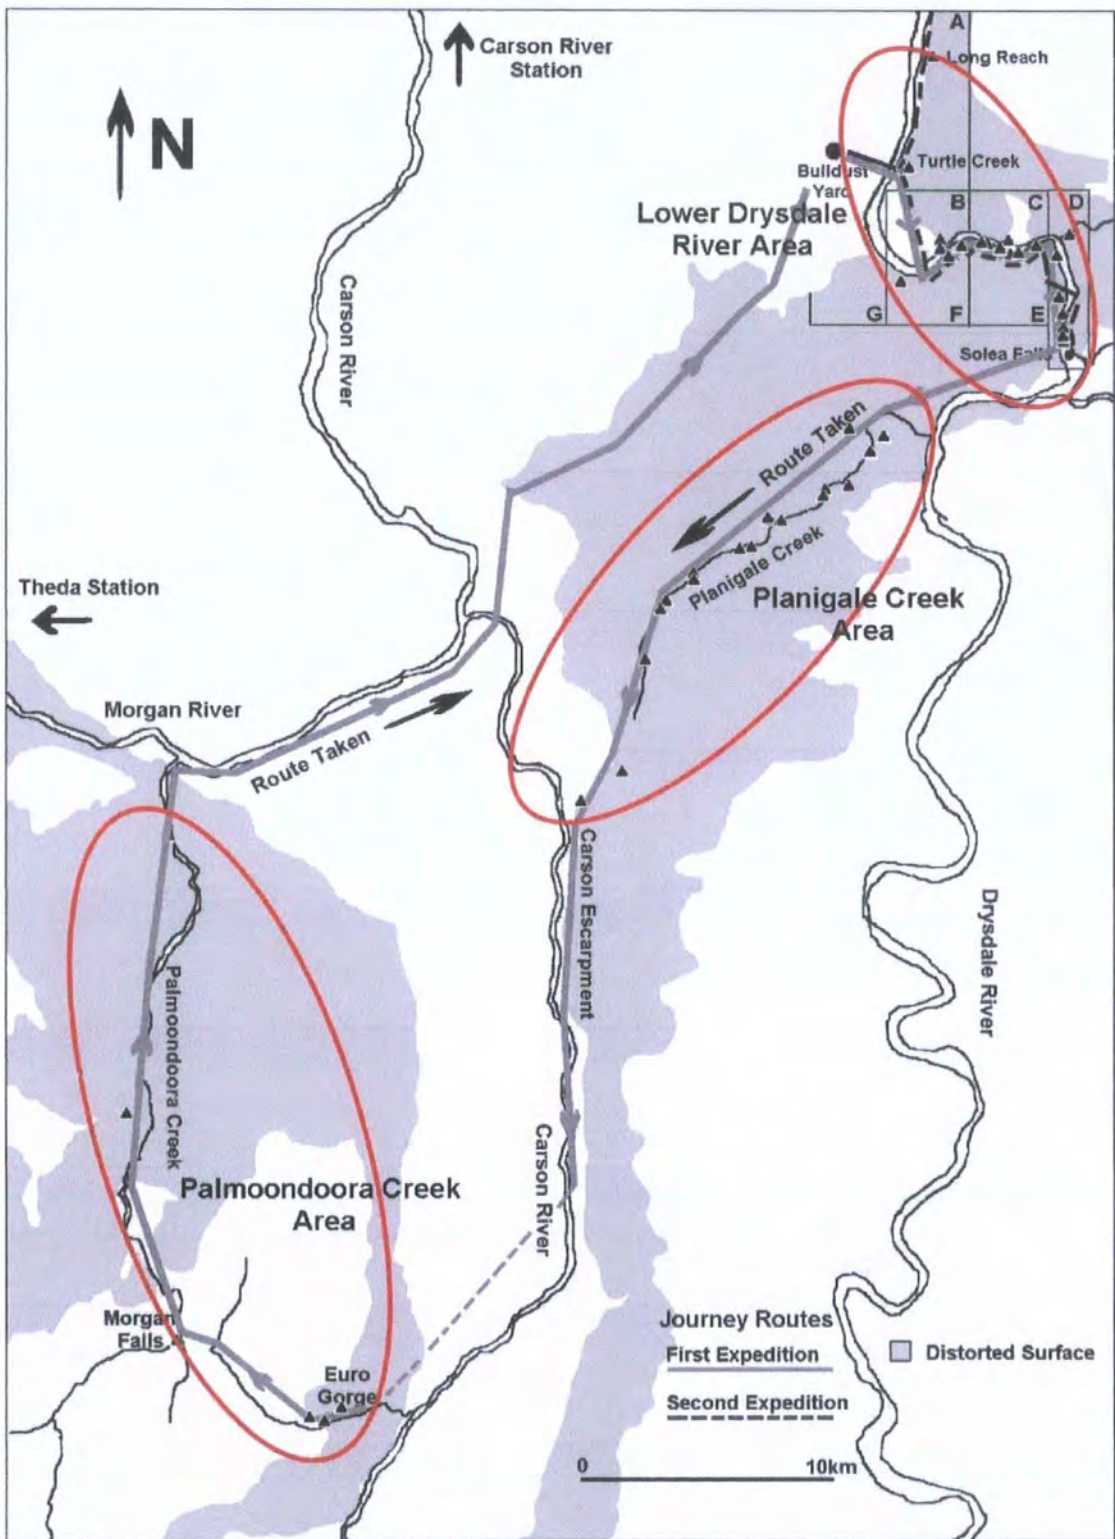 A
Carson River
Station
Long Reach
N
Turtle Creek
Bulldust
Yard
B
C
D
Lower Drysdale
River Area
Carson River
G
F
E
Solea Falls
Route Taken
Planigale Creek
Theda Station
Planigale Creek
Area
Morgan River
Route Taken
Carson Escarpment
Drysdale River
Palmoondoora Creek
Carson River
Palmoondoora Creek
Area
Morgan
Falls
Journey Routes
First Expedition
Distorted Surface
Euro
Gorge
Second Expedition
0
10km